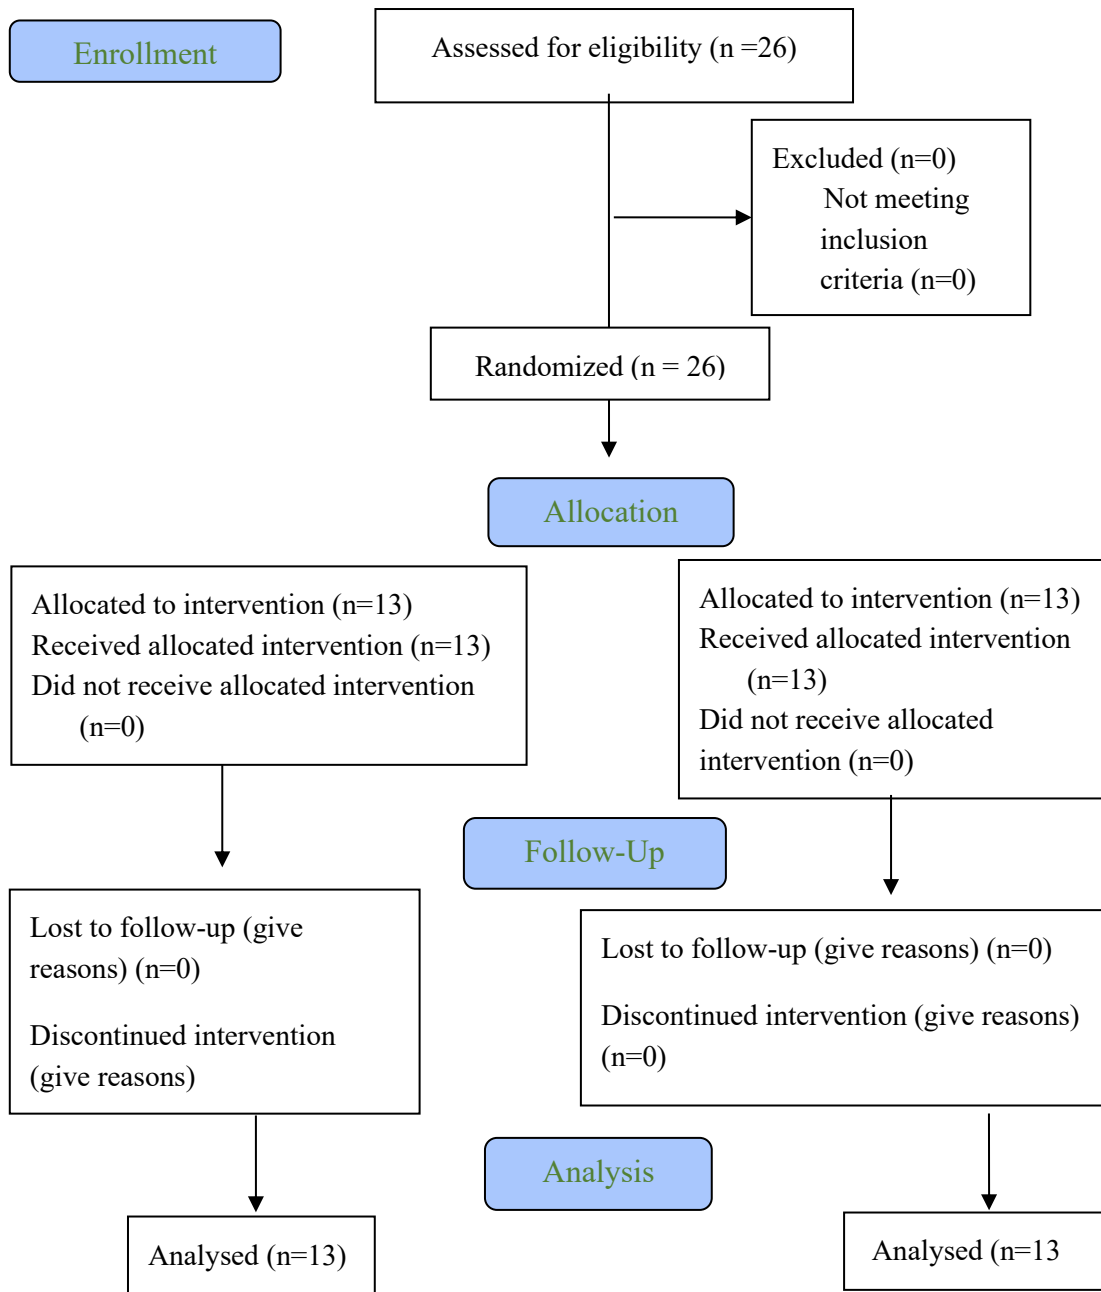 Enrollment
Assessed for eligibility (n =26)
Excluded (n=0)
Not meeting
inclusion
criteria (n=0)
Randomized (n = 26)
Allocation
Allocated to intervention (n=13)
Received allocated intervention (n=13)
Did not receive allocated intervention
(n=0)
Allocated to intervention (n=13)
Received allocated intervention
(n=13)
Did not receive allocated
intervention (n=0)
Follow-Up
Lost to follow-up (give
reasons) (n=0)
Discontinued intervention
(give reasons)
Lost to follow-up (give reasons) (n=0)
Discontinued intervention (give reasons)
(n=0)
Analysis
Analysed (n=13)
Analysed (n=13